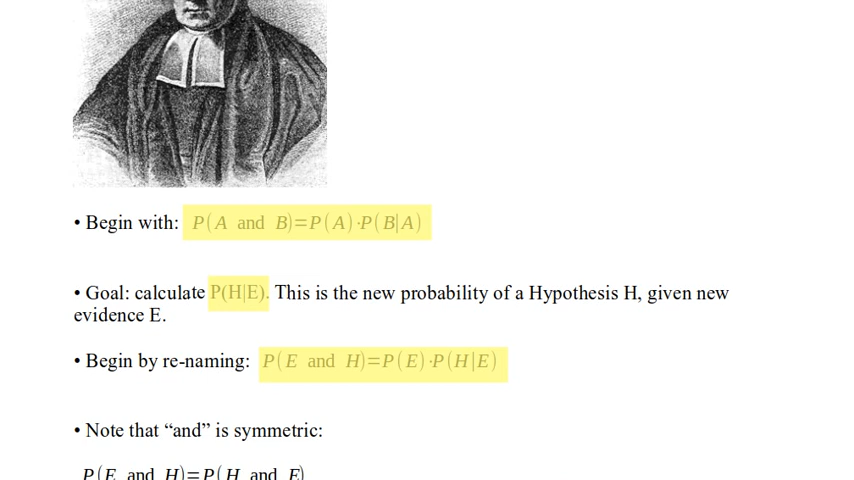 • Begin with: P(A and B)=P(A)·P(B|A)
• Goal: calculate P(H|E). This is the new probability of a Hypothesis H, given new
evidence E.
• Begin by re-naming: P(E and H)=P(E)·P(H|E)
• Note that “and” is symmetric:
P(E and H)=P(H and E)